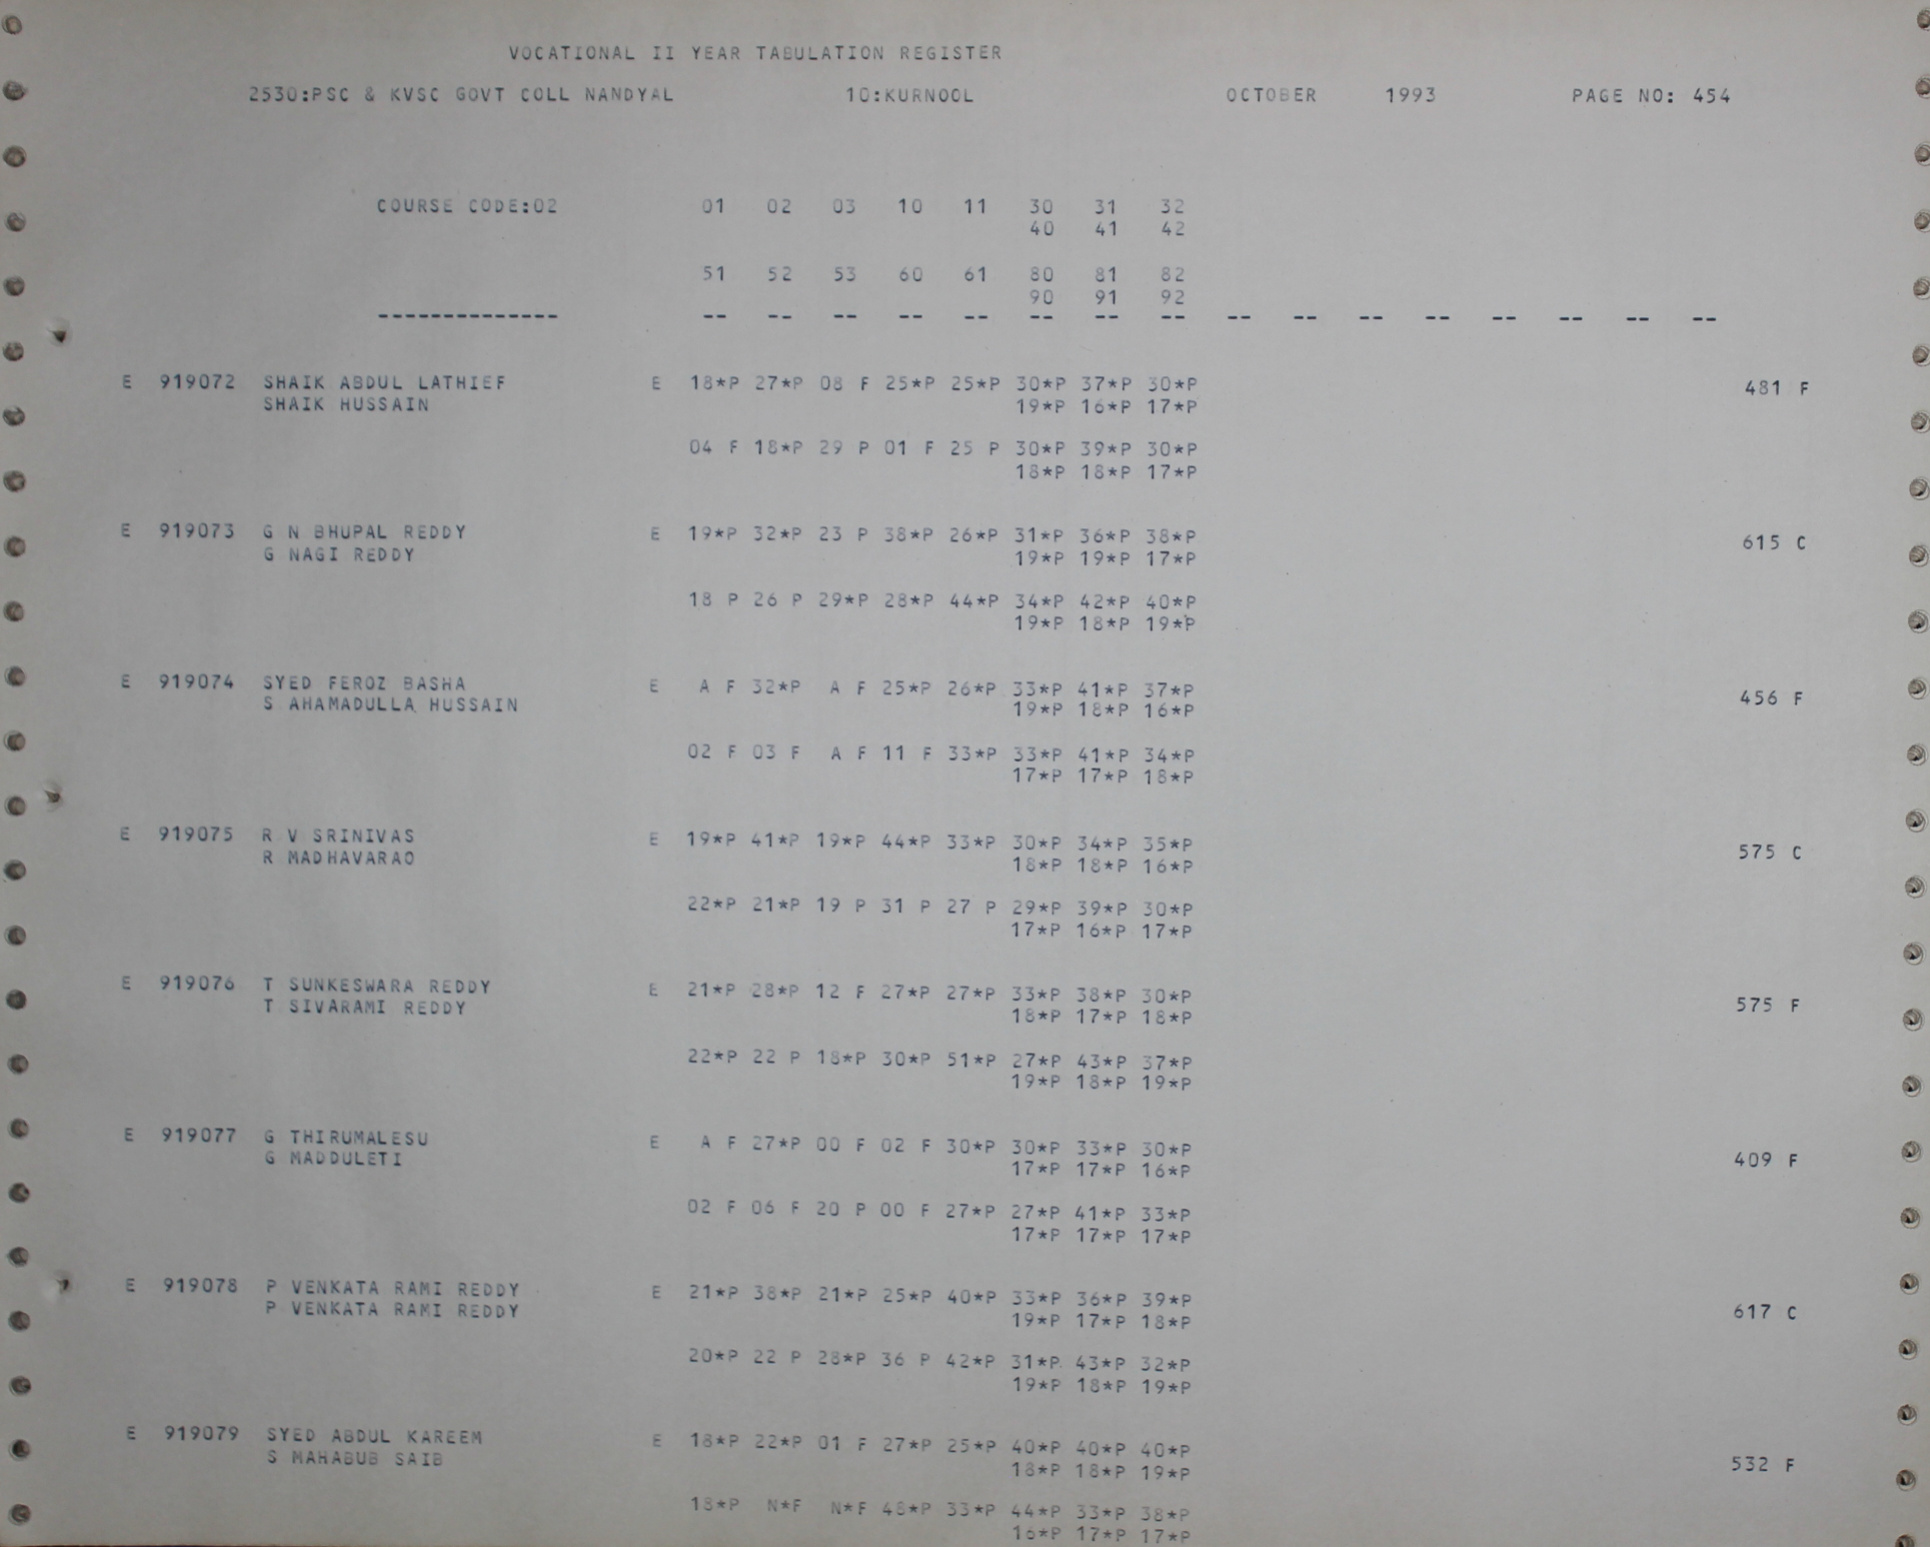 VOCATIONAL II YEAR TABULATION REGISTER
2530:PSC & KVSC GOVT COLL NANDYAL 10:KURNOOL OCTOBER 1993 PAGE NO: 454
COURSE CODE:02 01 02 03 10 11 30 31 32
40 41 42
51 52 53 60 61 80 81 82
90 91 92
-------------- -- -- -- -- -- -- -- -- -- -- -- -- -- -- -- --
E 919072 SHAIK ABDUL LATHIEF E 18*P 27*P 08 F 25*P 25*P 30*P 37*P 30*P 481 F
SHAIK HUSSAIN 19*P 16*P 17*P
04 F 18*P 29 P 01 F 25 P 30*P 39*P 30*P
18*P 18*P 17*P
E 919073 G N BHUPAL REDDY E 19*P 32*P 23 P 38*P 26*P 31*P 36*P 38*P 615 C
G NAGI REDDY 19*P 19*P 17*P
18 P 26 P 29*P 28*P 44*P 34*P 42*P 40*P
19*P 18*P 19*P
E 919074 SYED FEROZ BASHA E A F 32*P A F 25*P 26*P 33*P 41*P 37*P 456 F
S AHAMADULLA HUSSAIN 19*P 18*P 16*P
02 F 03 F A F 11 F 33*P 33*P 41*P 34*P
17*P 17*P 18*P
E 919075 R V SRINIVAS E 19*P 41*P 19*P 44*P 33*P 30*P 34*P 35*P 575 C
R MADHAVARAO 18*P 18*P 16*P
22*P 21*P 19 P 31 P 27 P 29*P 39*P 30*P
17*P 16*P 17*P
E 919076 T SUNKESWARA REDDY E 21*P 28*P 12 F 27*P 27*P 33*P 38*P 30*P 575 F
T SIVARAMI REDDY 18*P 17*P 18*P
22*P 22 P 18*P 30*P 51*P 27*P 43*P 37*P
19*P 18*P 19*P
E 919077 G THIRUMALESU E A F 27*P 00 F 02 F 30*P 30*P 33*P 30*P 409 F
G MADDULETI 17*P 17*P 16*P
02 F 06 F 20 P 00 F 27*P 27*P 41*P 33*P
17*P 17*P 17*P
E 919078 P VENKATA RAMI REDDY E 21*P 38*P 21*P 25*P 40*P 33*P 36*P 39*P 617 C
P VENKATA RAMI REDDY 19*P 17*P 18*P
20*P 22 P 28*P 36 P 42*P 31*P 43*P 32*P
19*P 18*P 19*P
E 919079 SYED ABDUL KAREEM E 18*P 22*P 01 F 27*P 25*P 40*P 40*P 40*P 532 F
S MAHABUB SAIB 18*P 18*P 19*P
18*P N*F N*F 48*P 33*P 44*P 33*P 38*P
16*P 17*P 17*P